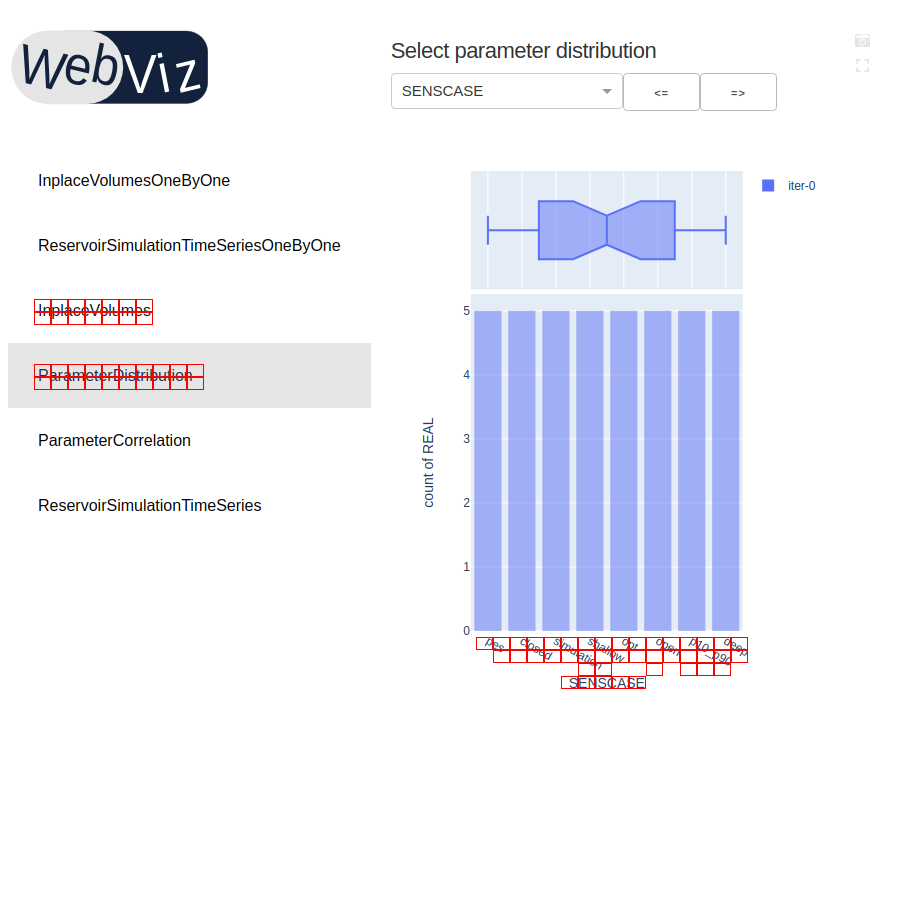 WebViz
Select parameter distribution
SENSCASE
<=
=>
InplaceVolumesOneByOne
ReservoirSimulationTimeSeriesOneByOne
InplaceVolumes
ParameterDistribution
ParameterCorrelation
ReservoirSimulationTimeSeries
iter-0
5
4
3
2
1
0
count of REAL
pes
closed
simulation
shallow
opt
open
p10_p90
deep
SENSCASE